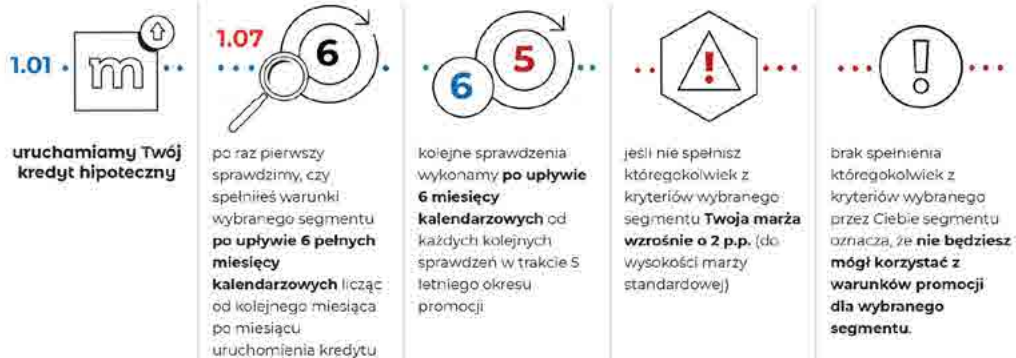 1.01
m
uruchamiamy Twój
kredyt hipoteczny
1.07
6
po raz pierwszy
sprawdzimy, czy
spełniłeś warunki
wybranego segmentu
po upływie 6 pełnych
miesięcy
kalendarzowych licząc
od kolejnego miesiąca
po miesiącu
uruchomienia kredytu
6
5
kolejne sprawdzenia
wykonamy po upływie
6 miesięcy
kalendarzowych od
każdych kolejnych
sprawdzeń w trakcie 5
letniego okresu
promocji
!
jeśli nie spełnisz
któregokolwiek z
kryteriów wybranego
segmentu Twoja marża
wzrośnie o 2 p.p. (do
wysokości marży
standardowej)
!
brak spełnienia
któregokolwiek z
kryteriów wybranego
przez Ciebie segmentu
oznacza, że nie będziesz
mógł korzystać z
warunków promocji
dla wybranego
segmentu.